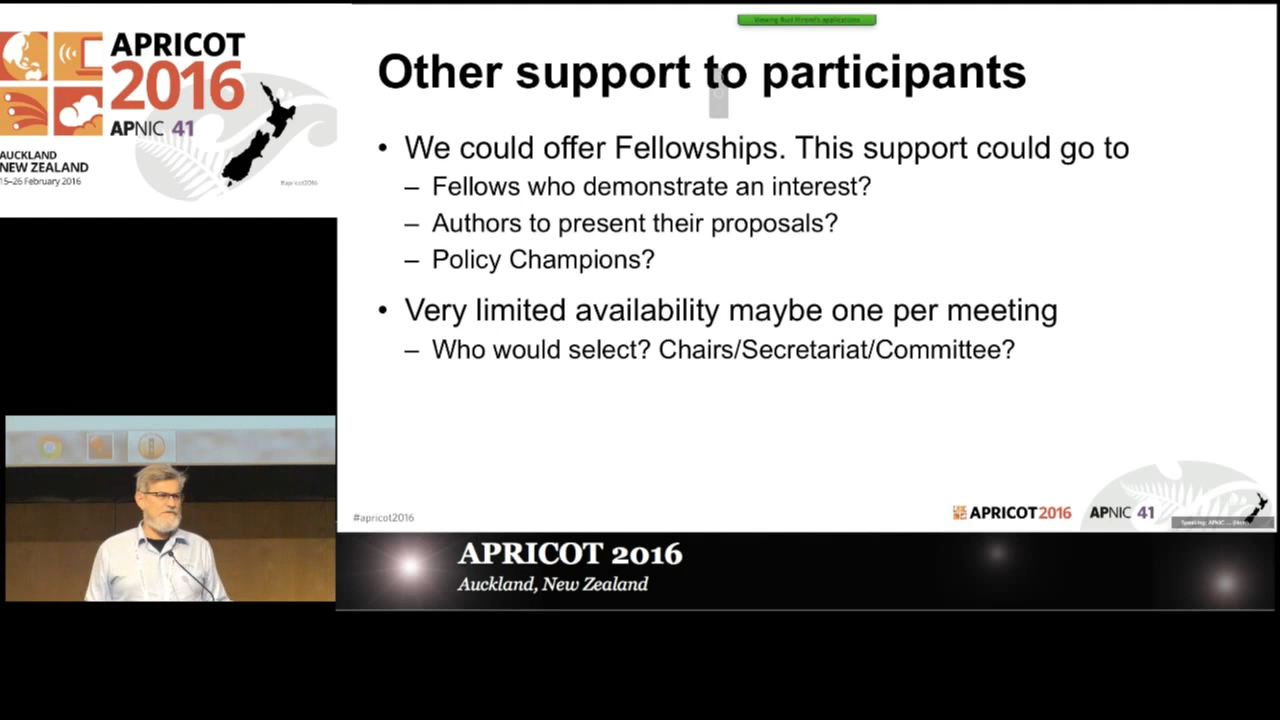 APRICOT
2016
APNIC 41
AUCKLAND
NEW ZEALAND
15–26 February 2016
#apricot2016
Other support to participants
• We could offer Fellowships. This support could go to
– Fellows who demonstrate an interest?
– Authors to present their proposals?
– Policy Champions?
• Very limited availability maybe one per meeting
– Who would select? Chairs/Secretariat/Committee?
#apricot2016
APRICOT2016 APNIC 41
APRICOT 2016
Auckland, New Zealand